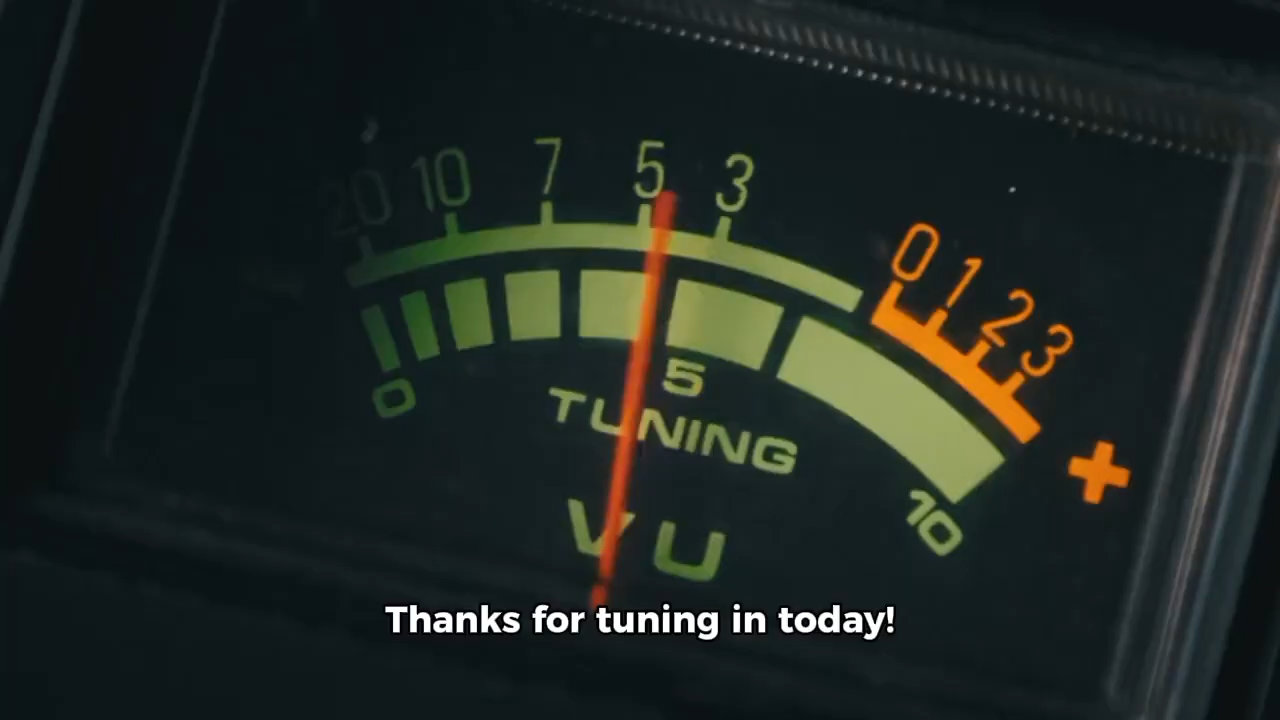 20 10 7 5 3 0 1 2 3
+
0 5 10
TUNING
VU
Thanks for tuning in today!